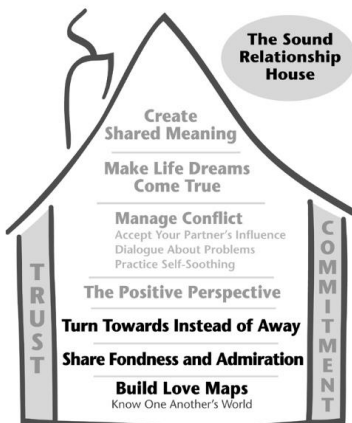 The Sound
Relationship
House
Create
Shared Meaning
Make Life Dreams
Come True
Manage Conflict
Accept Your Partner's Influence
Dialogue About Problems
Practice Self-Soothing
The Positive Perspective
Turn Towards Instead of Away
Share Fondness and Admiration
Build Love Maps
Know One Another's World
TRUST
COMMITMENT